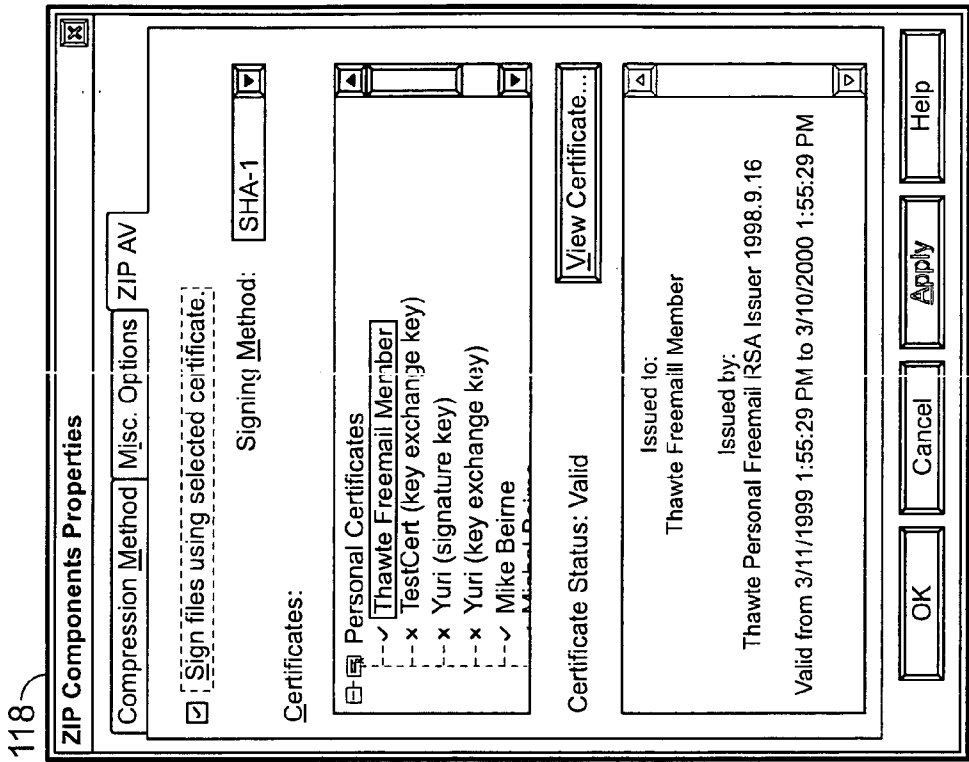 118
ZIP Components Properties
Compression Method Misc. Options ZIP AV
Sign files using selected certificate.
Signing Method: SHA-1
Certificates:
Personal Certificates
Thawte Freemail Member
TestCert (key exchange key)
Yuri (signature key)
Yuri (key exchange key)
Mike Beirne
Certificate Status: Valid
View Certificate...
Issued to:
Thawte Freemaill Member
Issued by:
Thawte Personal Freemail RSA Issuer 1998.9.16
Valid from 3/11/1999 1:55:29 PM to 3/10/2000 1:55:29 PM
OK Cancel Apply Help